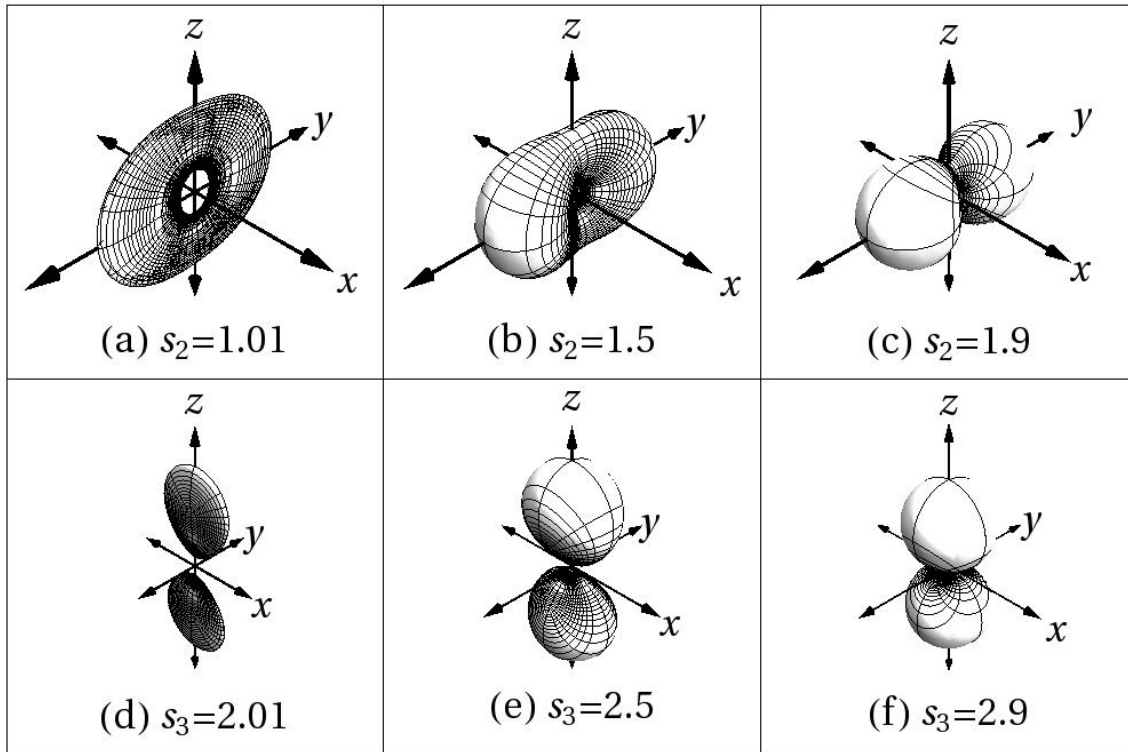 z
y
x
(a) s₂=1.01
z
y
x
(b) s₂=1.5
z
y
x
(c) s₂=1.9
z
y
x
(d) s₃=2.01
z
y
x
(e) s₃=2.5
z
y
x
(f) s₃=2.9